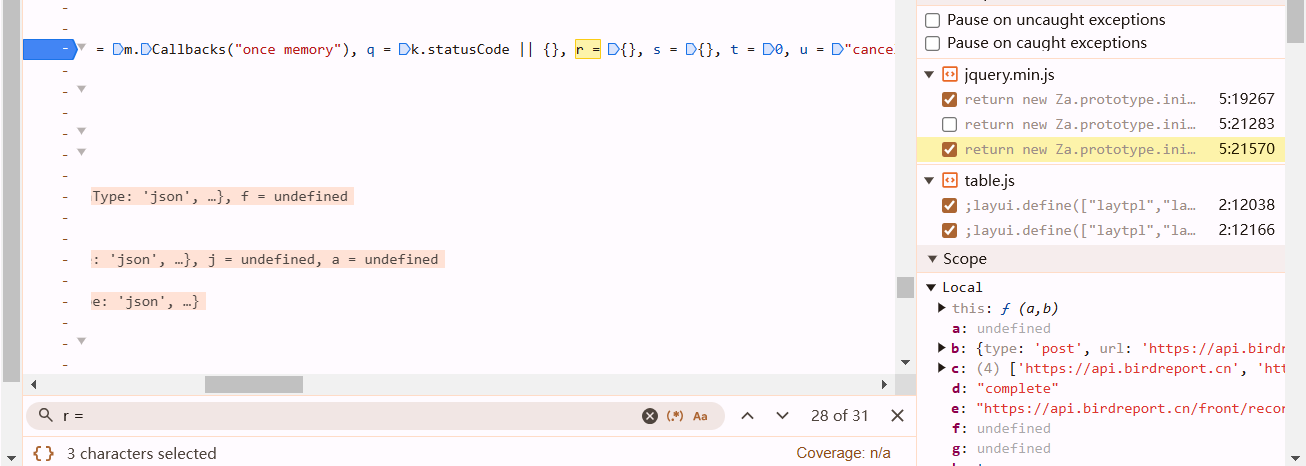 = m.Callbacks("once memory"), q = k.statusCode || {}, r = {}, s = {}, t = 0, u = "cance
Type: 'json', …}, f = undefined
: 'json', …}, j = undefined, a = undefined
e: 'json', …}
r =
(.*)
Aa
28 of 31
{ } 3 characters selected
Coverage: n/a
Pause on uncaught exceptions
Pause on caught exceptions
jquery.min.js
return new Za.prototype.ini… 5:19267
return new Za.prototype.ini… 5:21283
return new Za.prototype.ini… 5:21570
table.js
;layui.define(["laytpl","la… 2:12038
;layui.define(["laytpl","la… 2:12166
Scope
Local
this: ƒ (a,b)
a: undefined
b: {type: 'post', url: 'https://api.bird
c: (4) ['https://api.birdreport.cn', 'htt
d: "complete"
e: "https://api.birdreport.cn/front/recor
f: undefined
g: undefined